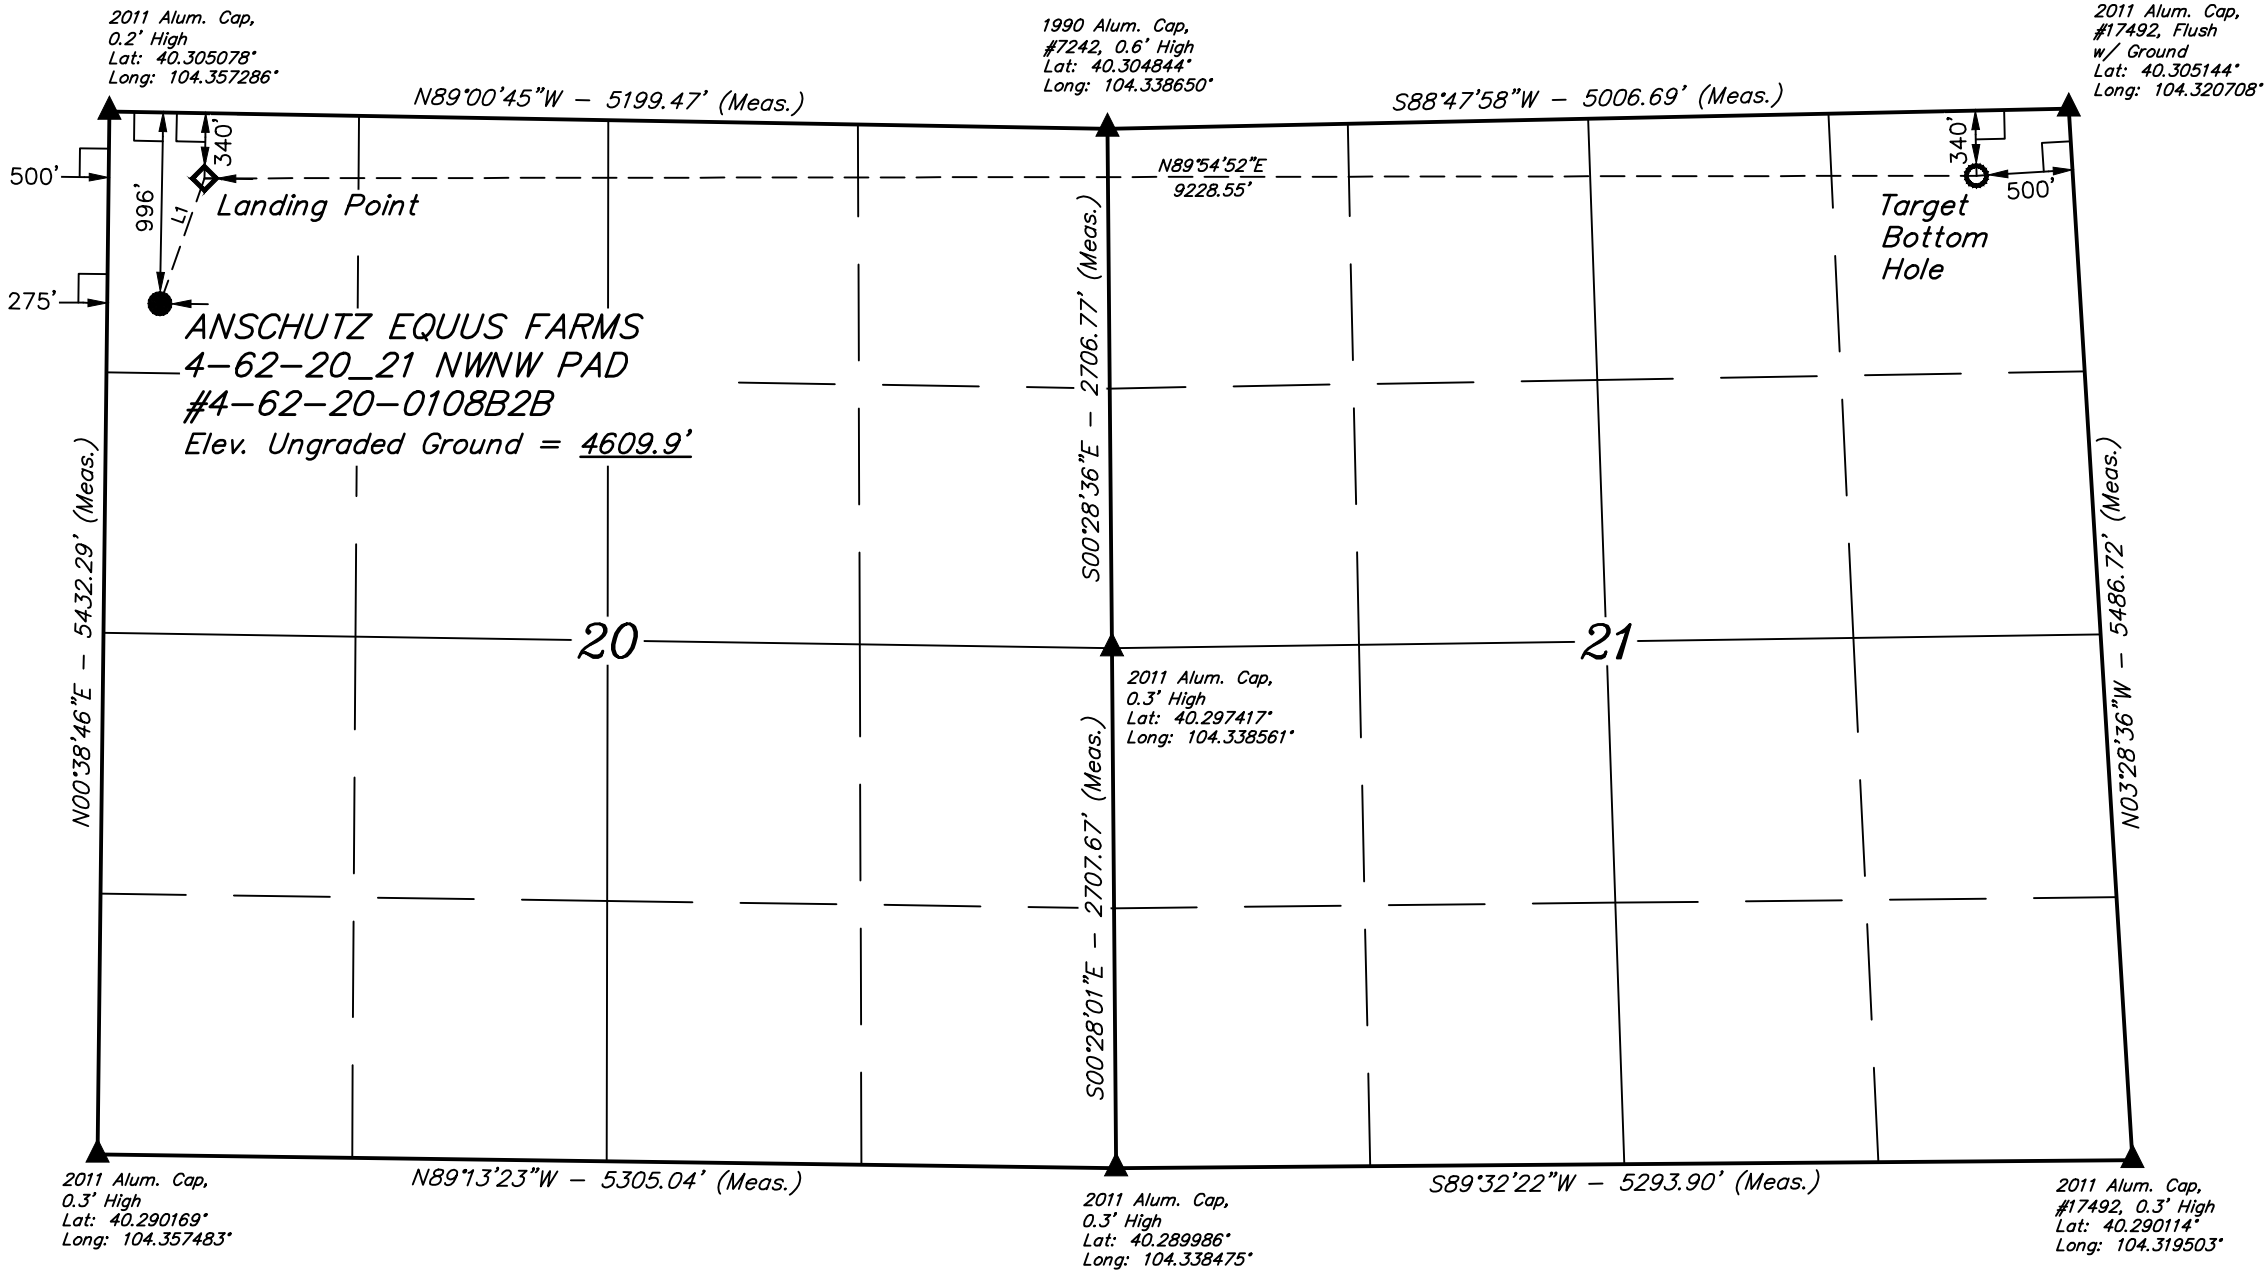 2011 Alum. Cap,
0.2' High
Lat: 40.305078°
Long: 104.357286°
1990 Alum. Cap,
#7242, 0.6' High
Lat: 40.304844°
Long: 104.338650°
2011 Alum. Cap,
#17492, Flush
w/ Ground
Lat: 40.305144°
Long: 104.320708°
N89°00'45"W - 5199.47' (Meas.)
S88°47'58"W - 5006.69' (Meas.)
500'
996'
340'
L1
Landing Point
N89°54'52"E
9228.55'
340'
500'
Target
Bottom
Hole
275'
ANSCHUTZ EQUUS FARMS
4-62-20_21 NWNW PAD
#4-62-20-0108B2B
Elev. Ungraded Ground = 4609.9'
S00°28'36"E - 2706.77' (Meas.)
N00°38'46"E - 5432.29' (Meas.)
N03°28'36"W - 5486.72' (Meas.)
20
21
2011 Alum. Cap,
0.3' High
Lat: 40.297417°
Long: 104.338561°
S00°28'01"E - 2707.67' (Meas.)
N89°13'23"W - 5305.04' (Meas.)
S89°32'22"W - 5293.90' (Meas.)
2011 Alum. Cap,
0.3' High
Lat: 40.290169°
Long: 104.357483°
2011 Alum. Cap,
0.3' High
Lat: 40.289986°
Long: 104.338475°
2011 Alum. Cap,
#17492, 0.3' High
Lat: 40.290114°
Long: 104.319503°